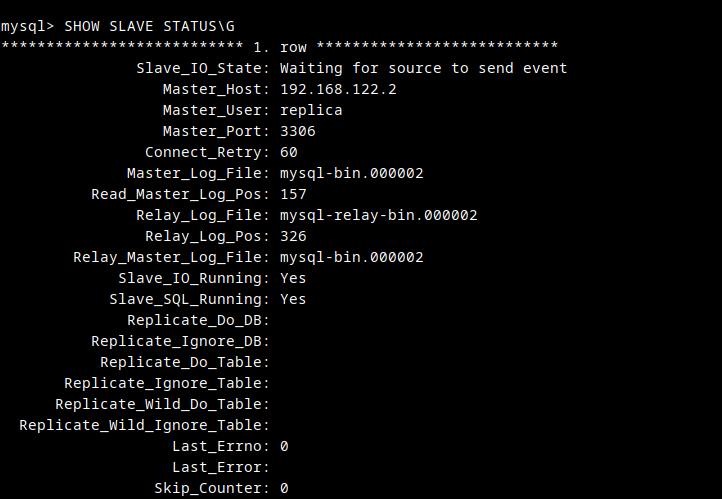 mysql> SHOW SLAVE STATUS\G
*************************** 1. row ***************************
Slave_IO_State: Waiting for source to send event
Master_Host: 192.168.122.2
Master_User: replica
Master_Port: 3306
Connect_Retry: 60
Master_Log_File: mysql-bin.000002
Read_Master_Log_Pos: 157
Relay_Log_File: mysql-relay-bin.000002
Relay_Log_Pos: 326
Relay_Master_Log_File: mysql-bin.000002
Slave_IO_Running: Yes
Slave_SQL_Running: Yes
Replicate_Do_DB:
Replicate_Ignore_DB:
Replicate_Do_Table:
Replicate_Ignore_Table:
Replicate_Wild_Do_Table:
Replicate_Wild_Ignore_Table:
Last_Errno: 0
Last_Error:
Skip_Counter: 0